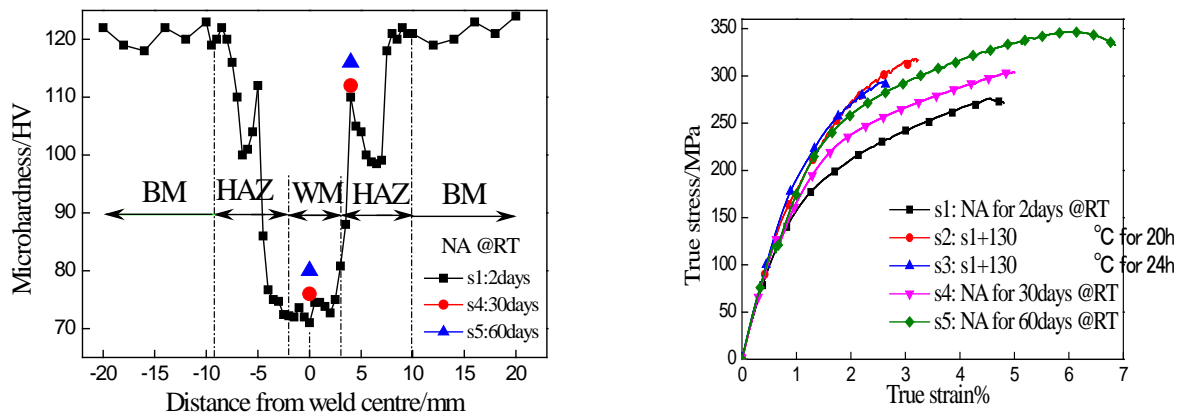 Microhardness/HV
120
110
100
90
80
70
BM
HAZ
WM
HAZ
BM
NA @RT
s1:2days
s4:30days
s5:60days
-20 -15 -10 -5 0 5 10 15 20
Distance from weld centre/mm
True stress/MPa
400
350
300
250
200
150
100
50
0
s1: NA for 2days @RT
s2: s1+130 °C for 20h
s3: s1+130 °C for 24h
s4: NA for 30days @RT
s5: NA for 60days @RT
0 1 2 3 4 5 6 7
True strain%